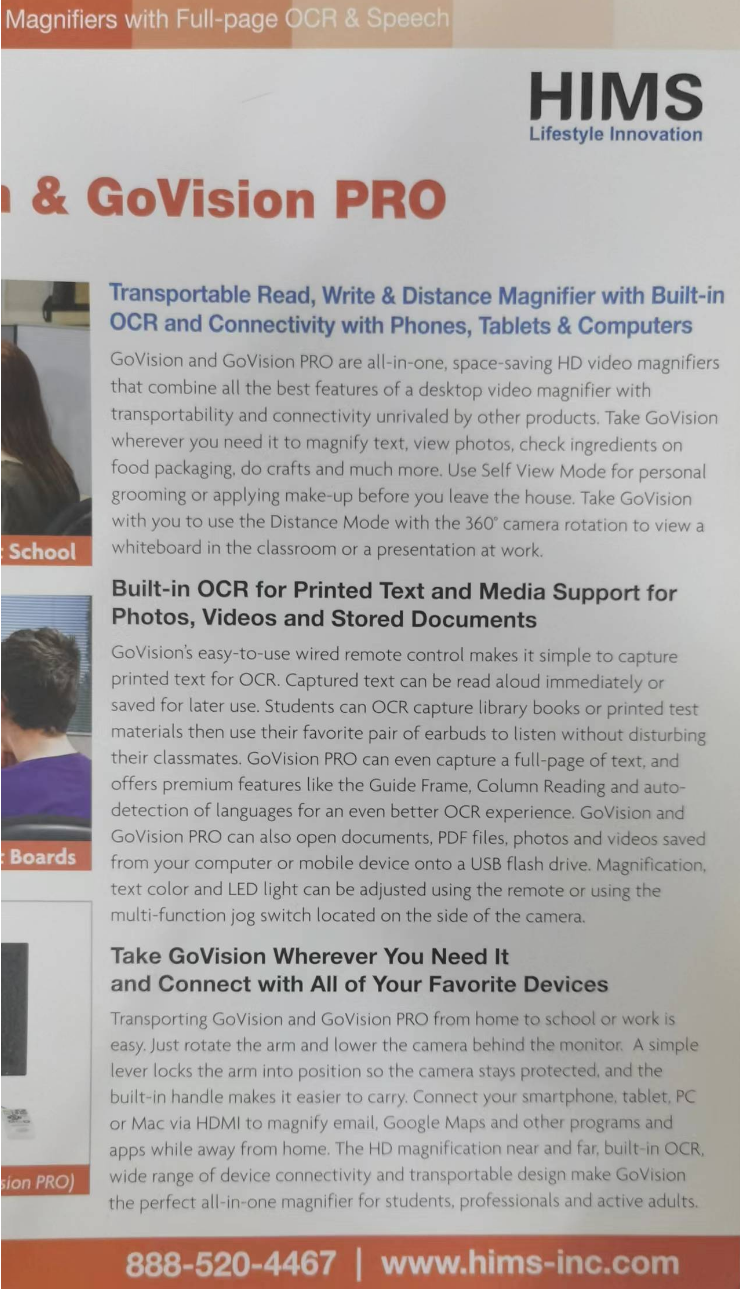 Magnifiers with Full-page OCR & Speech
HIMS
Lifestyle Innovation
& GoVision PRO
Transportable Read, Write & Distance Magnifier with Built-in
OCR and Connectivity with Phones, Tablets & Computers
GoVision and GoVision PRO are all-in-one, space-saving HD video magnifiers
that combine all the best features of a desktop video magnifier with
transportability and connectivity unrivaled by other products. Take GoVision
wherever you need it to magnify text, view photos, check ingredients on
food packaging, do crafts and much more. Use Self View Mode for personal
grooming or applying make-up before you leave the house. Take GoVision
with you to use the Distance Mode with the 360° camera rotation to view a
whiteboard in the classroom or a presentation at work.
School
Built-in OCR for Printed Text and Media Support for
Photos, Videos and Stored Documents
GoVision's easy-to-use wired remote control makes it simple to capture
printed text for OCR. Captured text can be read aloud immediately or
saved for later use. Students can OCR capture library books or printed test
materials then use their favorite pair of earbuds to listen without disturbing
their classmates. GoVision PRO can even capture a full-page of text, and
offers premium features like the Guide Frame, Column Reading and auto-
detection of languages for an even better OCR experience. GoVision and
GoVision PRO can also open documents, PDF files, photos and videos saved
from your computer or mobile device onto a USB flash drive. Magnification,
text color and LED light can be adjusted using the remote or using the
multi-function jog switch located on the side of the camera.
Boards
Take GoVision Wherever You Need It
and Connect with All of Your Favorite Devices
Transporting GoVision and GoVision PRO from home to school or work is
easy. Just rotate the arm and lower the camera behind the monitor. A simple
lever locks the arm into position so the camera stays protected, and the
built-in handle makes it easier to carry. Connect your smartphone, tablet, PC
or Mac via HDMI to magnify email, Google Maps and other programs and
apps while away from home. The HD magnification near and far, built-in OCR,
wide range of device connectivity and transportable design make GoVision
the perfect all-in-one magnifier for students, professionals and active adults.
sion PRO)
888-520-4467 | www.hims-inc.com